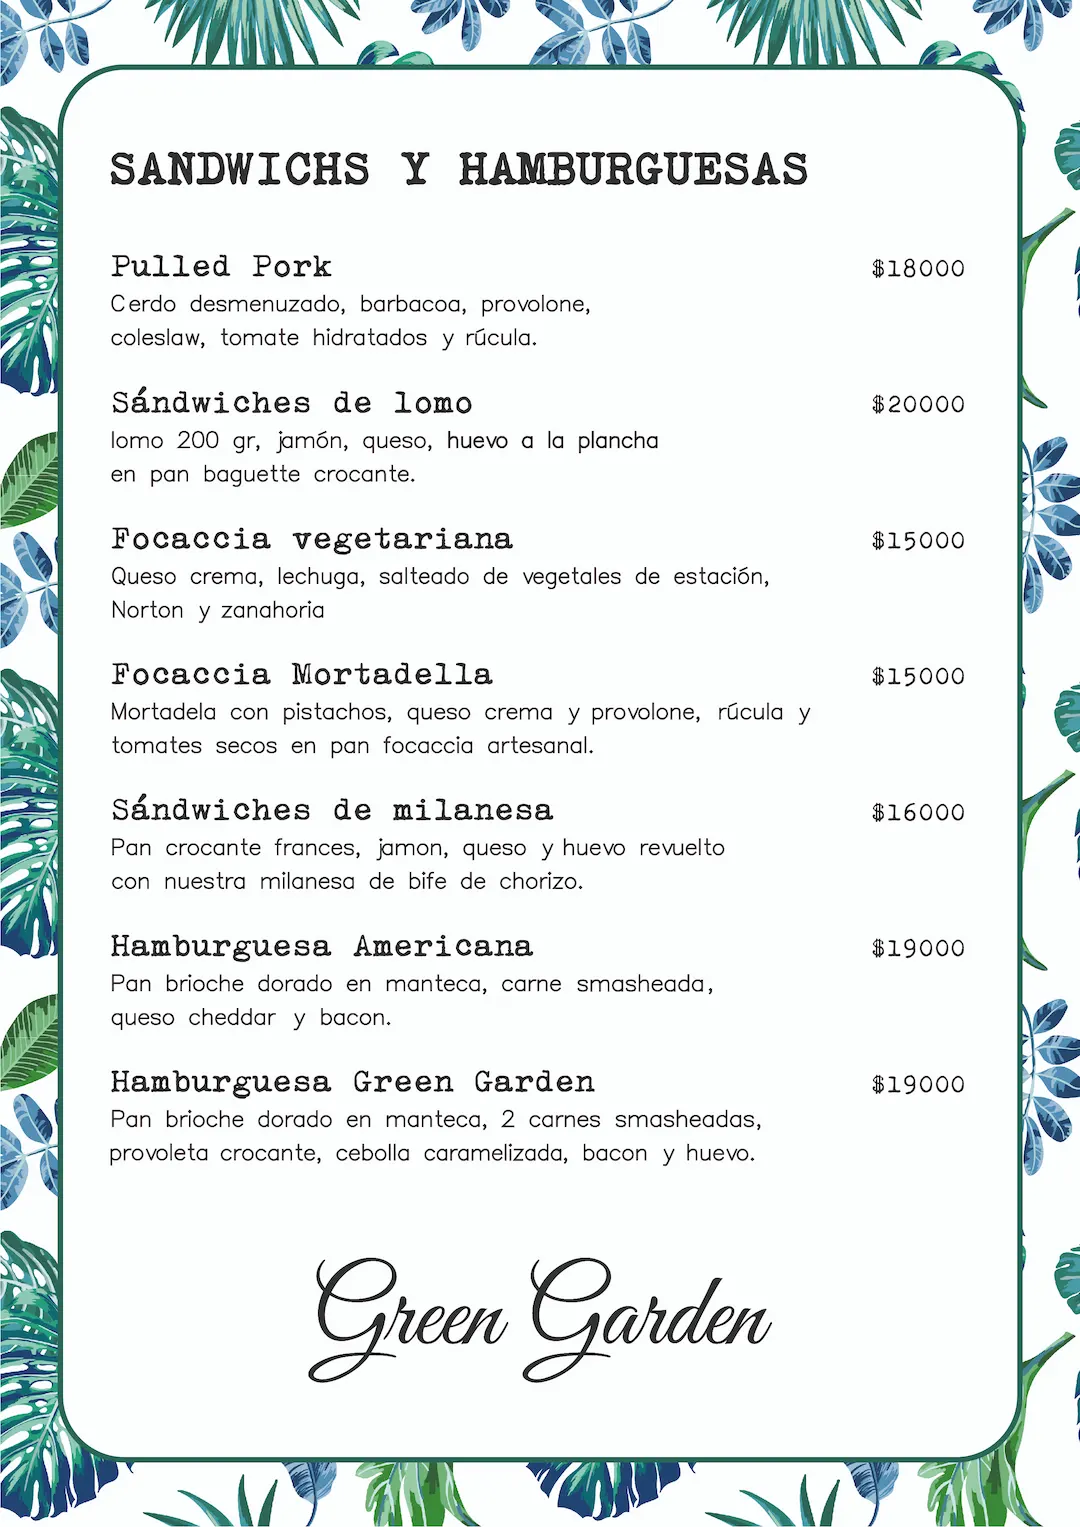 SANDWICHS Y HAMBURGUESAS
Pulled Pork $18000
Cerdo desmenuzado, barbacoa, provolone,
coleslaw, tomate hidratados y rúcula.
Sándwiches de lomo $20000
lomo 200 gr, jamón, queso, huevo a la plancha
en pan baguette crocante.
Focaccia vegetariana $15000
Queso crema, lechuga, salteado de vegetales de estación,
Norton y zanahoria
Focaccia Mortadella $15000
Mortadela con pistachos, queso crema y provolone, rúcula y
tomates secos en pan focaccia artesanal.
Sándwiches de milanesa $16000
Pan crocante frances, jamon, queso y huevo revuelto
con nuestra milanesa de bife de chorizo.
Hamburguesa Americana $19000
Pan brioche dorado en manteca, carne smasheada,
queso cheddar y bacon.
Hamburguesa Green Garden $19000
Pan brioche dorado en manteca, 2 carnes smasheadas,
provoleta crocante, cebolla caramelizada, bacon y huevo.
Green Garden